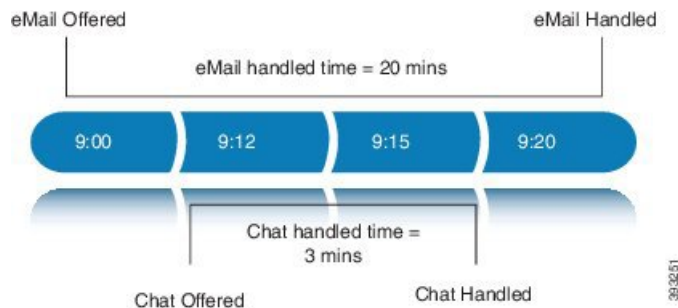 eMail Offered
eMail Handled
eMail handled time = 20 mins
9:00
9:12
9:15
9:20
Chat handled time =
3 mins
Chat Offered
Chat Handled
393251